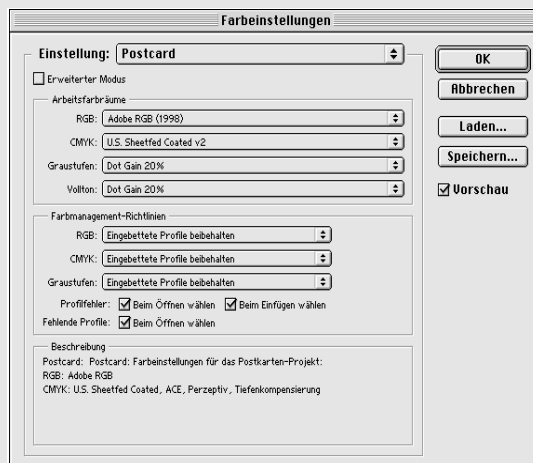 Farbeinstellungen
Einstellung: Postcard
Erweiterter Modus
Arbeitsfarbräume
RGB: Adobe RGB (1998)
CMYK: U.S. Sheetfed Coated v2
Graustufen: Dot Gain 20%
Vollton: Dot Gain 20%
Farbmanagement-Richtlinien
RGB: Eingebettete Profile beibehalten
CMYK: Eingebettete Profile beibehalten
Graustufen: Eingebettete Profile beibehalten
Profilfehler: Beim Öffnen wählen Beim Einfügen wählen
Fehlende Profile: Beim Öffnen wählen
Beschreibung
Postcard: Postcard: Farbeinstellungen für das Postkarten-Projekt:
RGB: Adobe RGB
CMYK: U.S. Sheetfed Coated, ACE, Perzeptiv, Tiefenkompensierung
OK
Abbrechen
Laden...
Speichern...
Vorschau